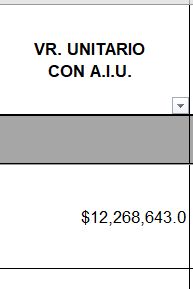 VR. UNITARIO
CON A.I.U.
$12,268,643.0